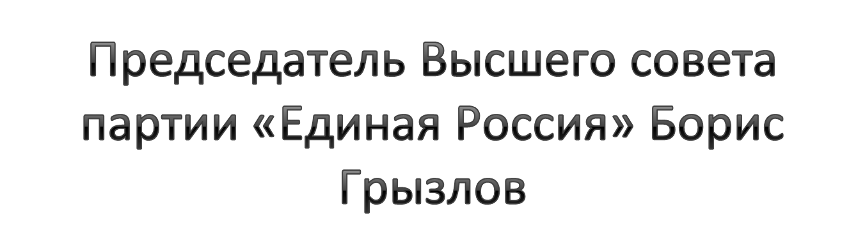 Председатель Высшего совета
партии «Единая Россия» Борис
Грызлов